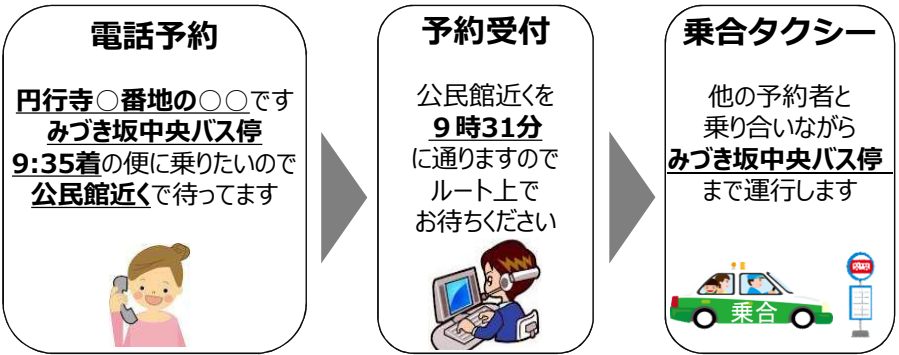 電話予約
円行寺○番地の○○です
みづき坂中央バス停
9:35着の便に乗りたいので
公民館近くで待ってます
予約受付
公民館近くを
９時31分
に通りますので
ルート上で
お待ちください
乗合タクシー
他の予約者と
乗り合いながら
みづき坂中央バス停
まで運行します
乗合